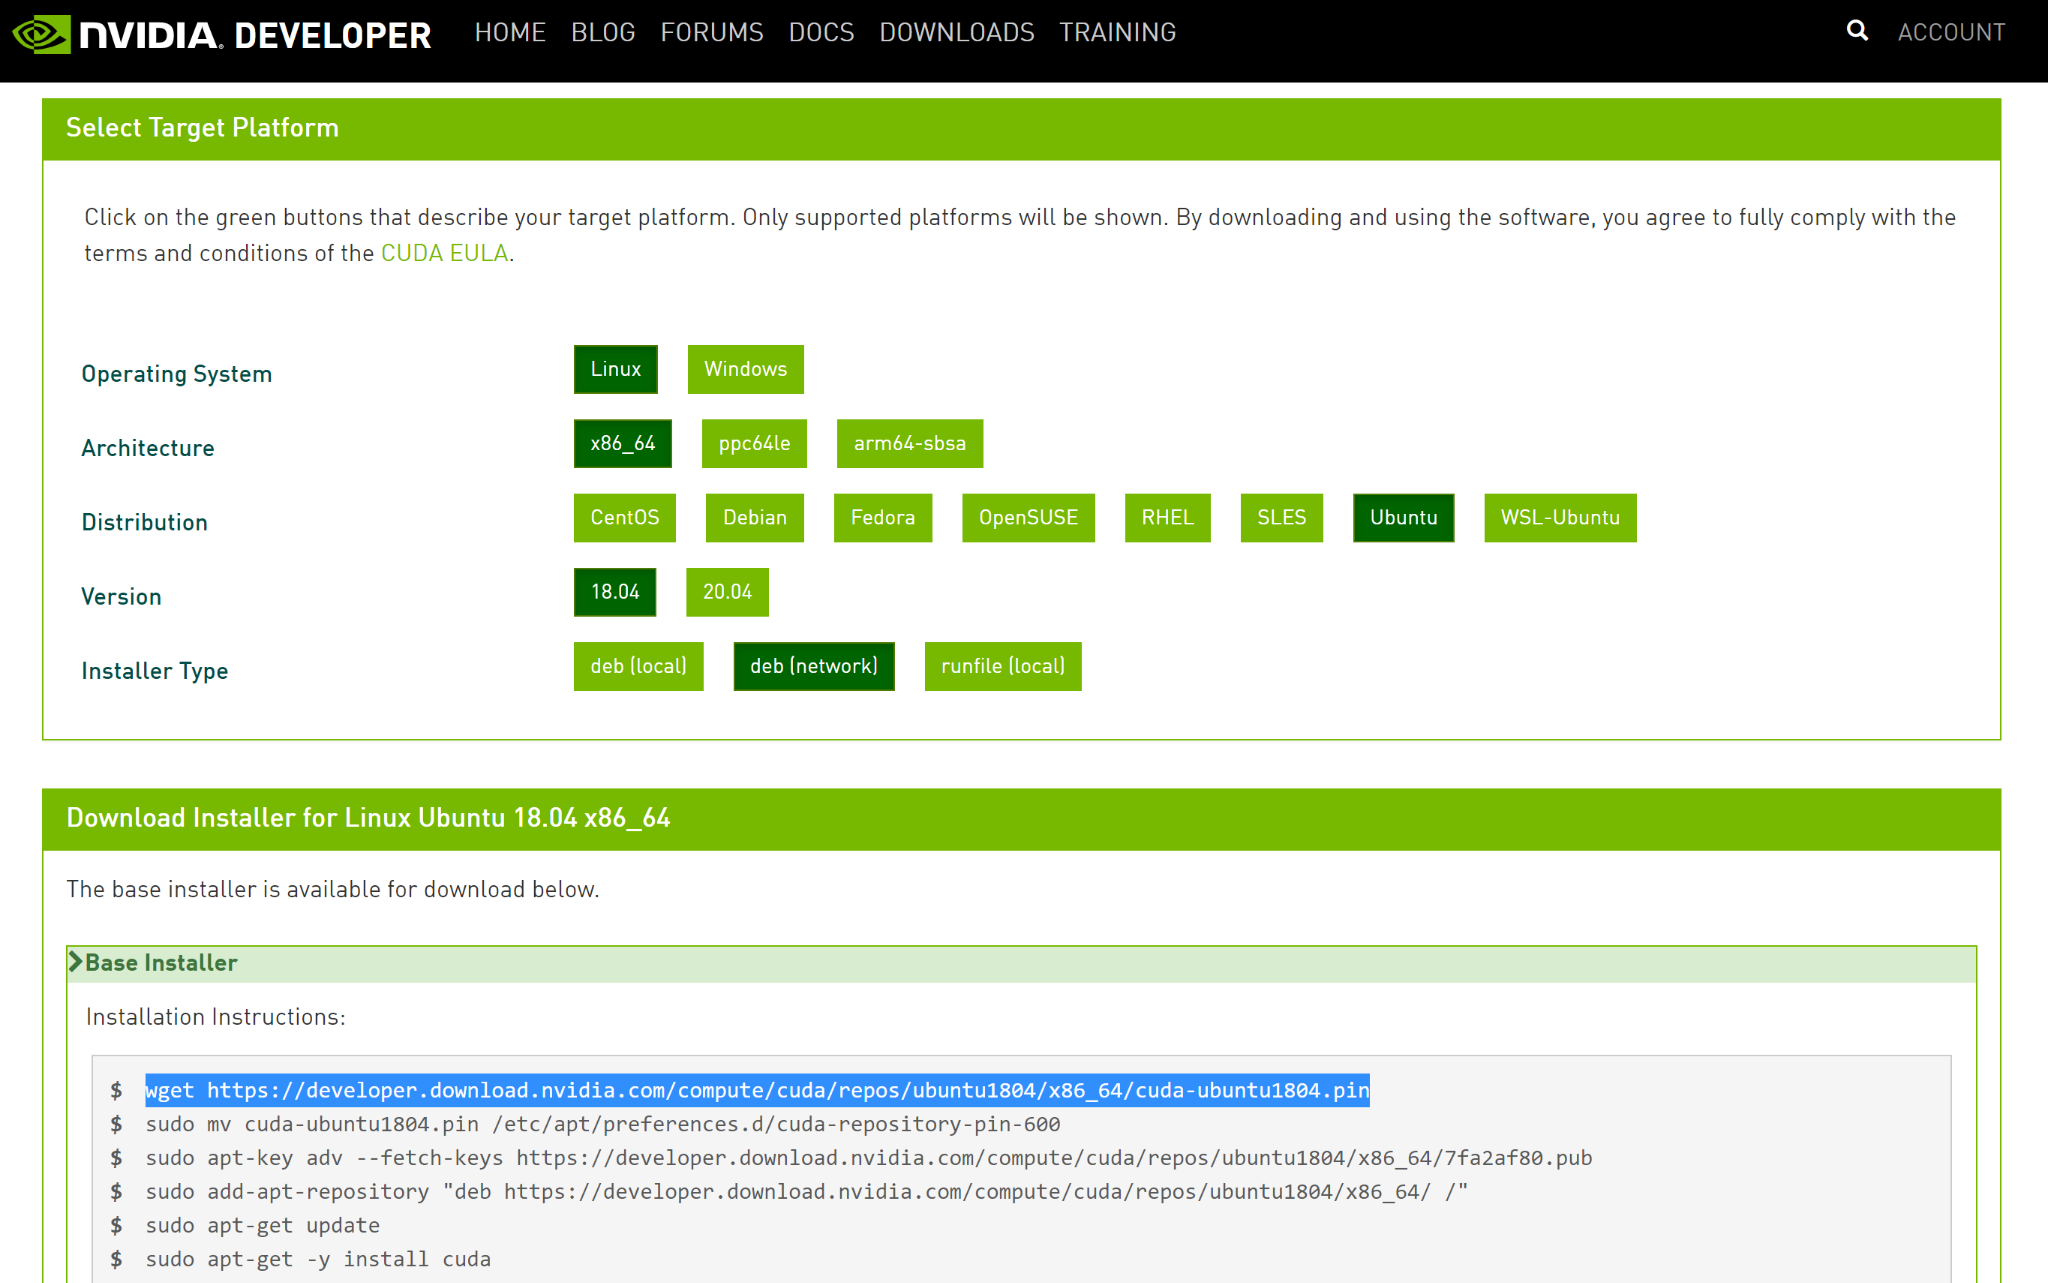 NVIDIA. DEVELOPER HOME BLOG FORUMS DOCS DOWNLOADS TRAINING ACCOUNT
Select Target Platform
Click on the green buttons that describe your target platform. Only supported platforms will be shown. By downloading and using the software, you agree to fully comply with the
terms and conditions of the CUDA EULA.
Operating System Linux Windows
Architecture x86_64 ppc64le arm64-sbsa
Distribution CentOS Debian Fedora OpenSUSE RHEL SLES Ubuntu WSL-Ubuntu
Version 18.04 20.04
Installer Type deb (local) deb (network) runfile (local)
Download Installer for Linux Ubuntu 18.04 x86_64
The base installer is available for download below.
Base Installer
Installation Instructions:
$ wget https://developer.download.nvidia.com/compute/cuda/repos/ubuntu1804/x86_64/cuda-ubuntu1804.pin
$ sudo mv cuda-ubuntu1804.pin /etc/apt/preferences.d/cuda-repository-pin-600
$ sudo apt-key adv --fetch-keys https://developer.download.nvidia.com/compute/cuda/repos/ubuntu1804/x86_64/7fa2af80.pub
$ sudo add-apt-repository "deb https://developer.download.nvidia.com/compute/cuda/repos/ubuntu1804/x86_64/ /"
$ sudo apt-get update
$ sudo apt-get -y install cuda